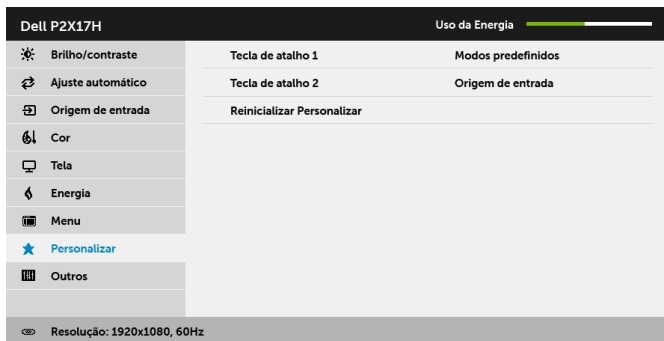 Dell P2X17H
Uso da Energia
Brilho/contraste
Tecla de atalho 1
Modos predefinidos
Ajuste automático
Tecla de atalho 2
Origem de entrada
Origem de entrada
Reinicializar Personalizar
Cor
Tela
Energia
Menu
Personalizar
Outros
Resolução: 1920x1080, 60Hz